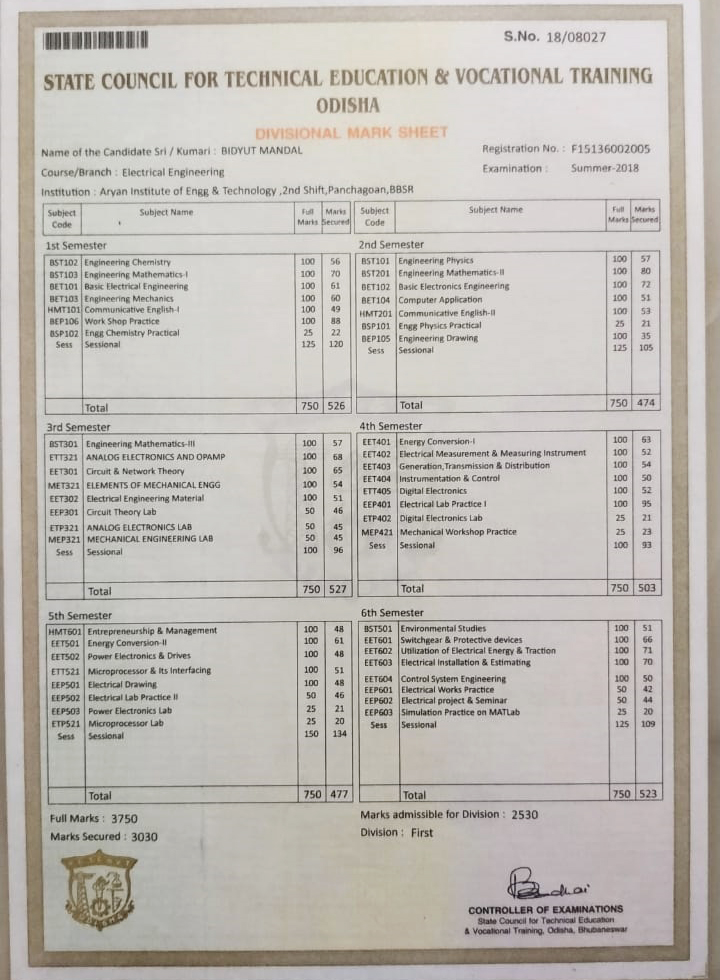 S.No. 18/08027
STATE COUNCIL FOR TECHNICAL EDUCATION & VOCATIONAL TRAINING
ODISHA
DIVISIONAL MARK SHEET
Name of the Candidate Sri / Kumari : BIDYUT MANDAL
Registration No. : F15136002005
Course/Branch : Electrical Engineering
Examination : Summer-2018
Institution : Aryan Institute of Engg & Technology ,2nd Shift,Panchagoan,BBSR
Subject Code Subject Name Full Marks Marks Secured Subject Code Subject Name Full Marks Marks Secured
1st Semester
BST102 Engineering Chemistry 100 56
BST103 Engineering Mathematics-I 100 70
BET101 Basic Electrical Engineering 100 61
BET103 Engineering Mechanics 100 60
HMT101 Communicative English-I 100 49
BEP106 Work Shop Practice 100 88
BSP102 Engg Chemistry Practical 25 22
Sess Sessional 125 120
Total 750 526
2nd Semester
BST101 Engineering Physics 100 57
BST201 Engineering Mathematics-II 100 80
BET102 Basic Electronics Engineering 100 72
BET104 Computer Application 100 51
HMT201 Communicative English-II 100 53
BSP101 Engg Physics Practical 25 21
BEP105 Engineering Drawing 100 35
Sess Sessional 125 105
Total 750 474
3rd Semester
BST301 Engineering Mathematics-III 100 57
ETT321 ANALOG ELECTRONICS AND OPAMP 100 68
EET301 Circuit & Network Theory 100 65
MET321 ELEMENTS OF MECHANICAL ENGG 100 54
EET302 Electrical Engineering Material 100 51
EEP301 Circuit Theory Lab 50 46
ETP321 ANALOG ELECTRONICS LAB 50 45
MEP321 MECHANICAL ENGINEERING LAB 50 45
Sess Sessional 100 96
Total 750 527
4th Semester
EET401 Energy Conversion-I 100 63
EET402 Electrical Measurement & Measuring Instrument 100 52
EET403 Generation,Transmission & Distribution 100 54
EET404 Instrumentation & Control 100 50
ETT405 Digital Electronics 100 52
EEP401 Electrical Lab Practice I 100 95
ETP402 Digital Electronics Lab 25 21
MEP421 Mechanical Workshop Practice 25 23
Sess Sessional 100 93
Total 750 503
5th Semester
HMT601 Entrepreneurship & Management 100 48
EET501 Energy Conversion-II 100 61
EET502 Power Electronics & Drives 100 48
ETT521 Microprocessor & Its Interfacing 100 51
EEP501 Electrical Drawing 100 48
EEP502 Electrical Lab Practice II 50 46
EEP503 Power Electronics Lab 25 21
ETP521 Microprocessor Lab 25 20
Sess Sessional 150 134
Total 750 477
6th Semester
BST501 Environmental Studies 100 51
EET601 Switchgear & Protective devices 100 66
EET602 Utilization of Electrical Energy & Traction 100 71
EET603 Electrical Installation & Estimating 100 70
EET604 Control System Engineering 100 50
EEP601 Electrical Works Practice 50 42
EEP602 Electrical project & Seminar 50 44
EEP603 Simulation Practice on MATLab 25 20
Sess Sessional 125 109
Total 750 523
Full Marks : 3750
Marks admissible for Division : 2530
Marks Secured : 3030
Division : First
CONTROLLER OF EXAMINATIONS
State Council for Technical Education
& Vocational Training, Odisha, Bhubaneswar